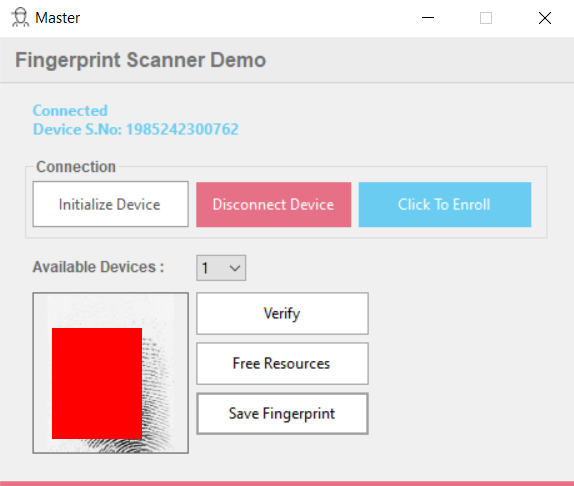 Master
Fingerprint Scanner Demo
Connected
Device S.No: 1985242300762
Connection
Initialize Device
Disconnect Device
Click To Enroll
Available Devices :
1
Verify
Free Resources
Save Fingerprint